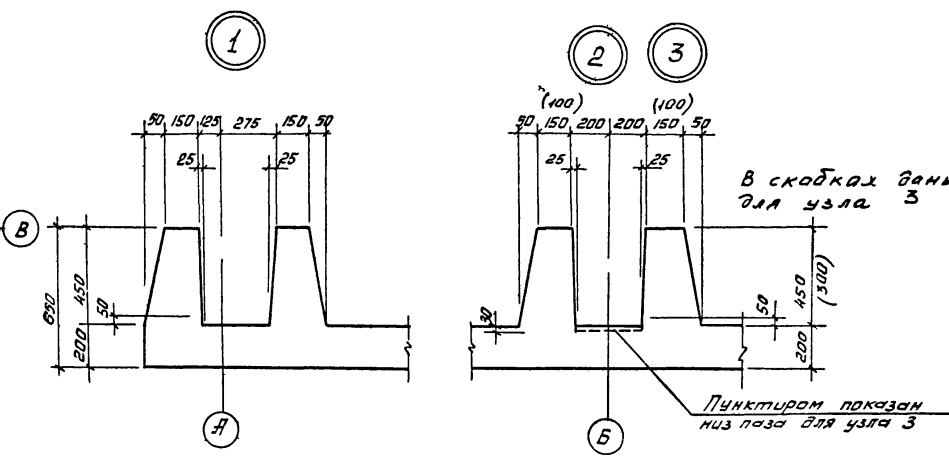 1
2 3
(100) (100)
50 150 125 275 150 50
50 150 200 200 150 50
25 25
25 25
В скобках
для узла 3
В
650 450 50 200
30
50 450 (300) 200
Пунктиром показан
низ паза для узла 3
А
Б